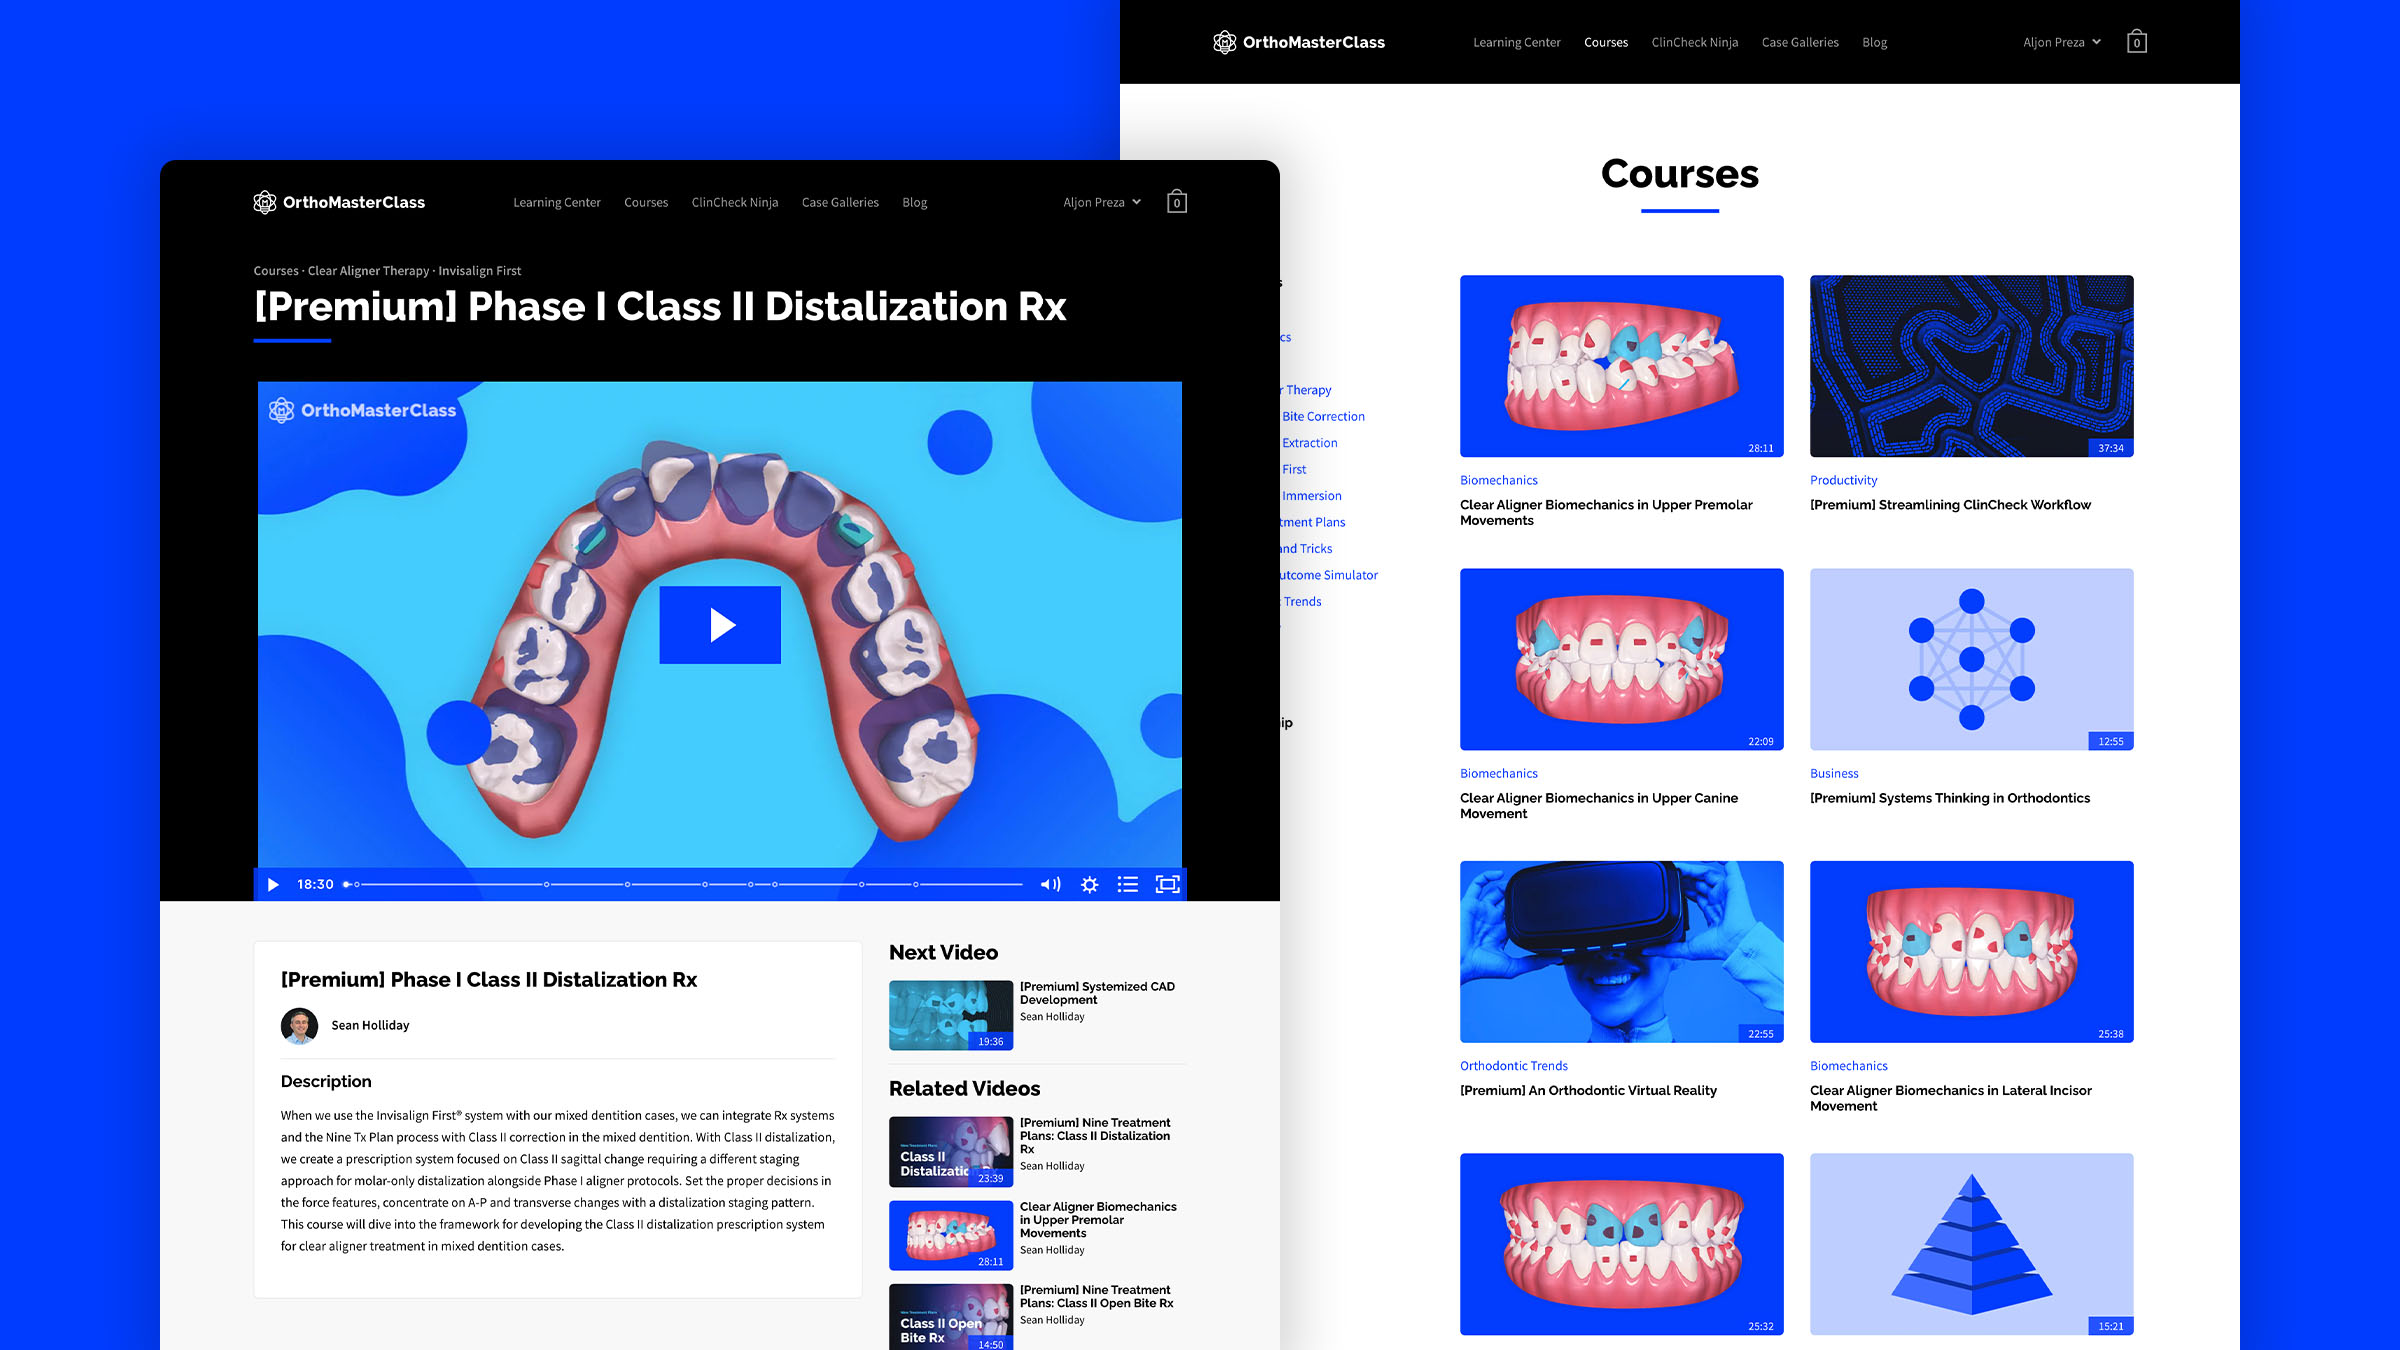 OrthoMasterClass
Learning Center
Courses
ClinCheck Ninja
Case Galleries
Blog
Aljon Preza
0
Courses · Clear Aligner Therapy · Invisalign First
[Premium] Phase I Class II Distalization Rx
OrthoMasterClass
18:30
[Premium] Phase I Class II Distalization Rx
Sean Holliday
Description
When we use the Invisalign First® system with our mixed dentition cases, we can integrate Rx systems
and the Nine Tx Plan process with Class II correction in the mixed dentition. With Class II distalization,
we create a prescription system focused on Class II sagittal change requiring a different staging
approach for molar-only distalization alongside Phase I aligner protocols. Set the proper decisions in
the force features, concentrate on A-P and transverse changes with a distalization staging pattern.
This course will dive into the framework for developing the Class II distalization prescription system
for clear aligner treatment in mixed dentition cases.
Next Video
19:36
[Premium] Systemized CAD
Development
Sean Holliday
Related Videos
Nine Treatment Plans
Class II
23:39
[Premium] Nine Treatment
Plans: Class II Distalization
Rx
Sean Holliday
28:11
Clear Aligner Biomechanics
in Upper Premolar
Movements
Sean Holliday
Nine Treatment Plans
Class II Open
Bite Rx
14:50
[Premium] Nine Treatment
Plans: Class II Open Bite Rx
Sean Holliday
OrthoMasterClass
Learning Center
Courses
ClinCheck Ninja
Case Galleries
Blog
Aljon Preza
0
Courses
Therapy
Bite Correction
Extraction
First
Immersion
Plans
and Tricks
Simulator
Trends
28:11
Biomechanics
Clear Aligner Biomechanics in Upper Premolar
Movements
37:34
Productivity
[Premium] Streamlining ClinCheck Workflow
22:09
Biomechanics
Clear Aligner Biomechanics in Upper Canine
Movement
12:55
Business
[Premium] Systems Thinking in Orthodontics
22:55
Orthodontic Trends
[Premium] An Orthodontic Virtual Reality
25:38
Biomechanics
Clear Aligner Biomechanics in Lateral Incisor
Movement
25:32
15:21